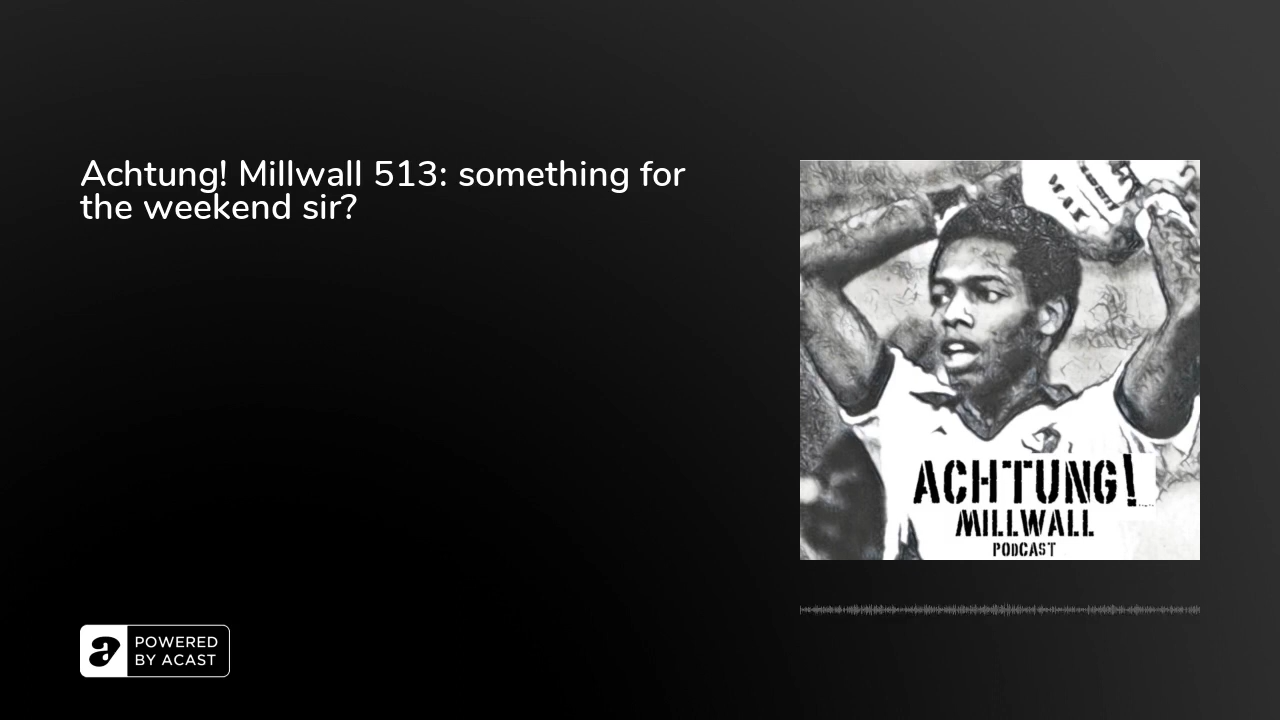 Achtung! Millwall 513: something for
the weekend sir?
ACHTUNG!
MILLWALL
PODCAST
POWERED
BY ACAST